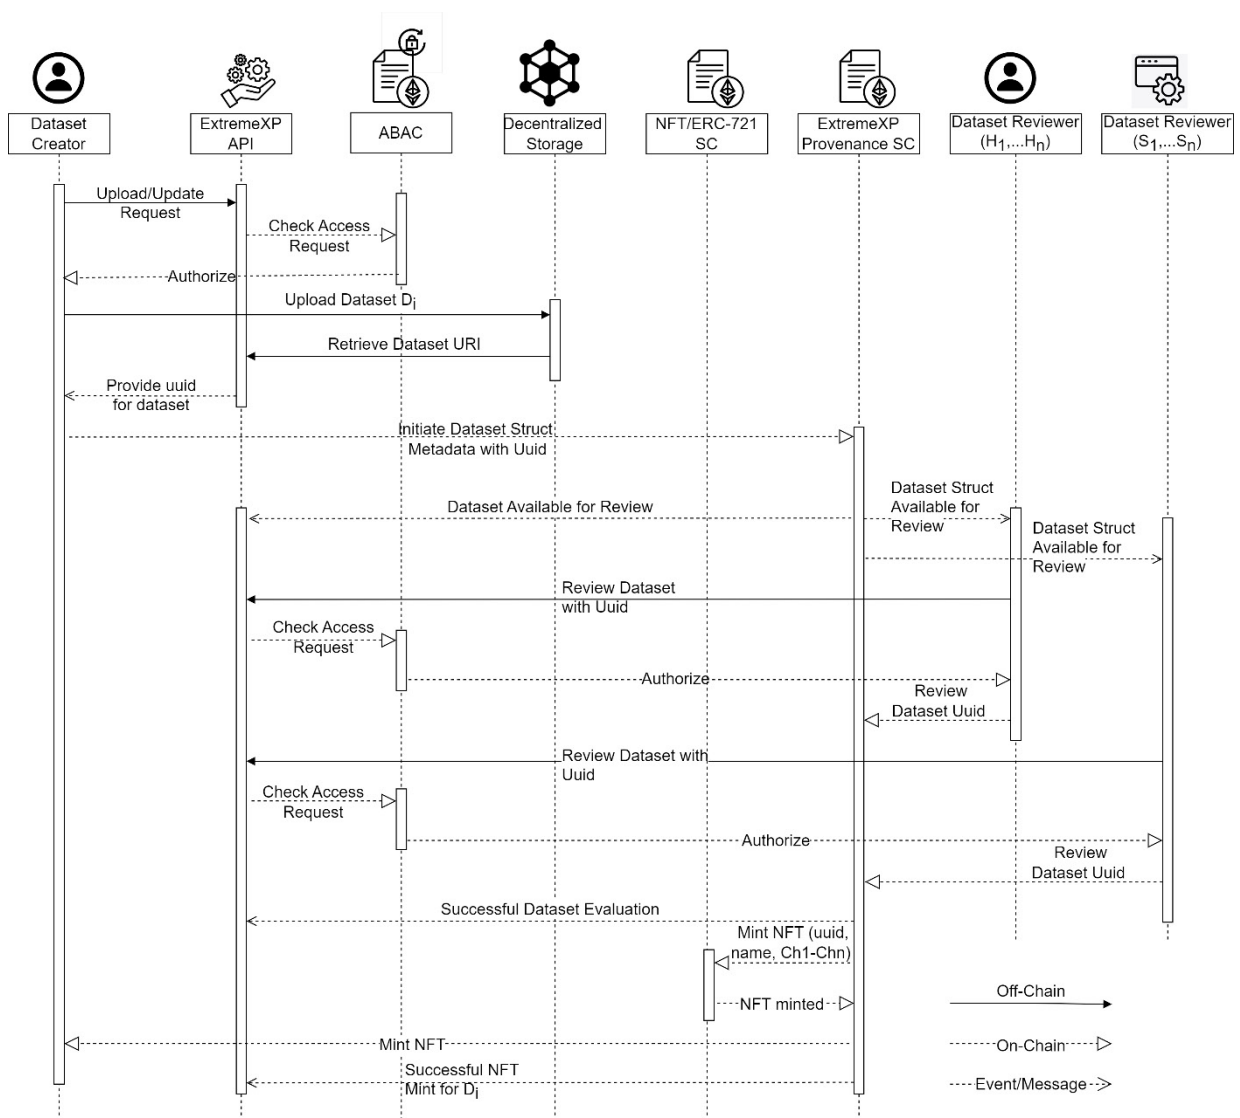 Dataset
Creator
ExtremeXP
API
ABAC
Decentralized
Storage
NFT/ERC-721
SC
ExtremeXP
Provenance SC
Dataset Reviewer
(H1,...Hn)
Dataset Reviewer
(S1,...Sn)
Upload/Update
Request
Check Access
Request
Authorize
Upload Dataset Di
Retrieve Dataset URI
Provide uuid
for dataset
Initiate Dataset Struct
Metadata with Uuid
Dataset Available for Review
Dataset Struct
Available for
Review
Dataset Struct
Available for
Review
Review Dataset
with Uuid
Check Access
Request
Authorize
Review
Dataset Uuid
Review Dataset with
Uuid
Check Access
Request
Authorize
Review
Dataset Uuid
Successful Dataset Evaluation
Mint NFT (uuid,
name, Ch1-Chn)
NFT minted
Mint NFT
Successful NFT
Mint for Di
Off-Chain
On-Chain
Event/Message